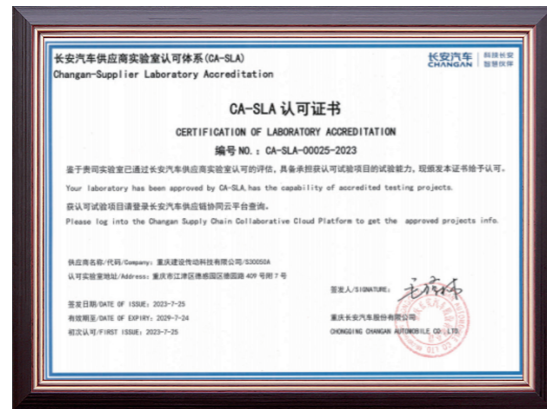 长安汽车供应商实验室认可体系(CA-SLA)
Changan-Supplier Laboratory Accreditation
长安汽车
CHANGAN
科技长安
智慧伙伴
CA-SLA 认可证书
CERTIFICATION OF LABORATORY ACCREDITATION
编号 NO.: CA-SLA-00025-2023
鉴于贵司实验室已通过长安汽车供应商实验室认可的评估，具备承担获认可试验项目的试验能力，现颁发本证书给予认可。
Your laboratory has been approved by CA-SLA,has the capability of accredited testing projects.
获认可试验项目请登录长安汽车供应链协同云平台查询。
Please log into the Changan Supply Chain Collaborative Cloud Platform to get the approved projects info.
供应商名称/代码/Company: 重庆建设传动科技有限公司/S30050A
认可实验室地址/Address: 重庆市江津区德感园区德园路 409 号附 7 号
签发人/SIGNATURE:
签发日期/DATE OF ISSUE: 2023-7-25
有效期至/DATE OF EXPIRY: 2029-7-24
重庆长安汽车股份有限公司
初次认可/FIRST ISSUE: 2023-7-25
CHONGQING CHANGAN AUTOMOBILE CO.,LTD.